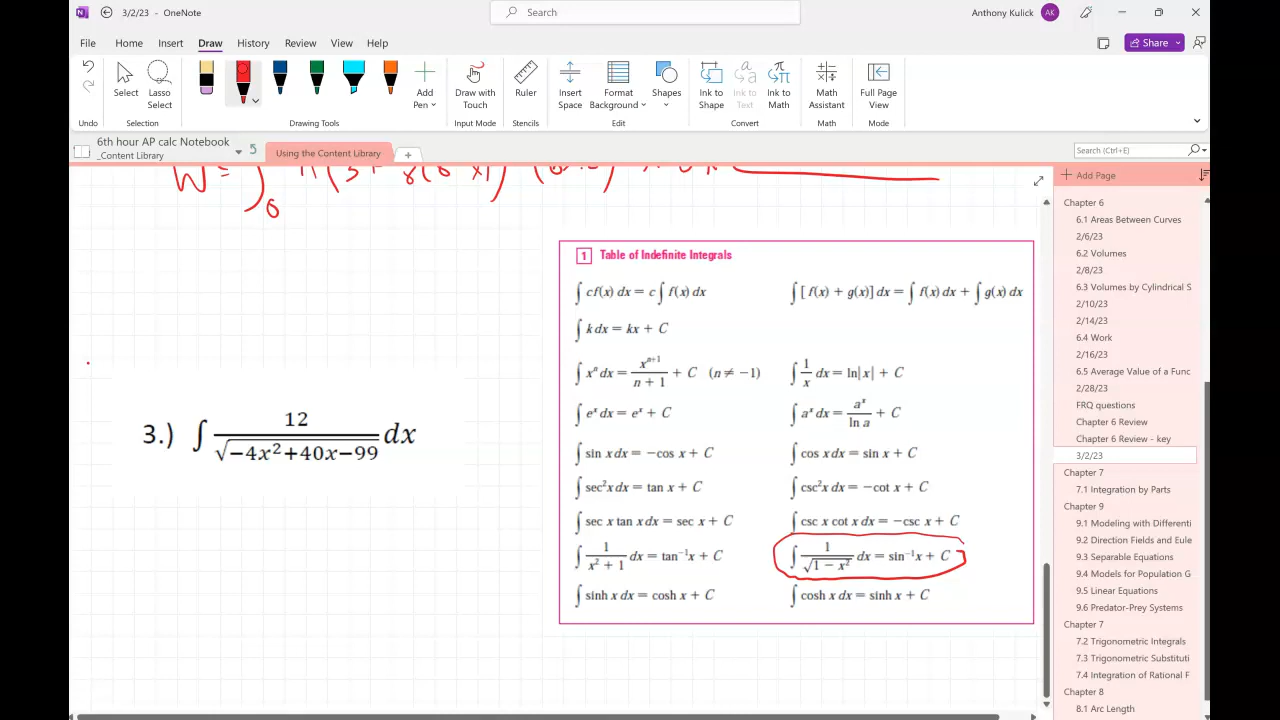 3/2/23 - OneNote
Search
Anthony Kulick AK
File Home Insert Draw History Review View Help
Share
Select
Lasso Select
Add Pen
Draw with Touch
Ruler
Insert Space
Format Background
Shapes
Ink to Shape
Ink to Text
Ink to Math
Math Assistant
Full Page View
Undo Selection Drawing Tools Input Mode Stencils Edit Convert Math Mode
6th hour AP calc Notebook
_Content Library
5
Using the Content Library
Search (Ctrl+E)
Add Page
W = ∫
0
1 Table of Indefinite Integrals
∫ cf(x) dx = c ∫ f(x) dx
∫ [ f(x) + g(x)] dx = ∫ f(x) dx + ∫ g(x) dx
∫ k dx = kx + C
∫ xⁿ dx = xⁿ⁺¹/(n + 1) + C (n ≠ −1)
∫ 1/x dx = ln|x| + C
∫ eˣ dx = eˣ + C
∫ aˣ dx = aˣ/ln a + C
∫ sin x dx = −cos x + C
∫ cos x dx = sin x + C
∫ sec²x dx = tan x + C
∫ csc²x dx = −cot x + C
∫ sec x tan x dx = sec x + C
∫ csc x cot x dx = −csc x + C
∫ 1/(x² + 1) dx = tan⁻¹x + C
∫ 1/√(1 − x²) dx = sin⁻¹x + C
∫ sinh x dx = cosh x + C
∫ cosh x dx = sinh x + C
3.) ∫ 12/√(−4x²+40x−99) dx
Chapter 6
6.1 Areas Between Curves
2/6/23
6.2 Volumes
2/8/23
6.3 Volumes by Cylindrical S
2/10/23
2/14/23
6.4 Work
2/16/23
6.5 Average Value of a Func
2/28/23
FRQ questions
Chapter 6 Review
Chapter 6 Review - key
3/2/23
Chapter 7
7.1 Integration by Parts
Chapter 9
9.1 Modeling with Differenti
9.2 Direction Fields and Eule
9.3 Separable Equations
9.4 Models for Population G
9.5 Linear Equations
9.6 Predator-Prey Systems
Chapter 7
7.2 Trigonometric Integrals
7.3 Trigonometric Substituti
7.4 Integration of Rational F
Chapter 8
8.1 Arc Length